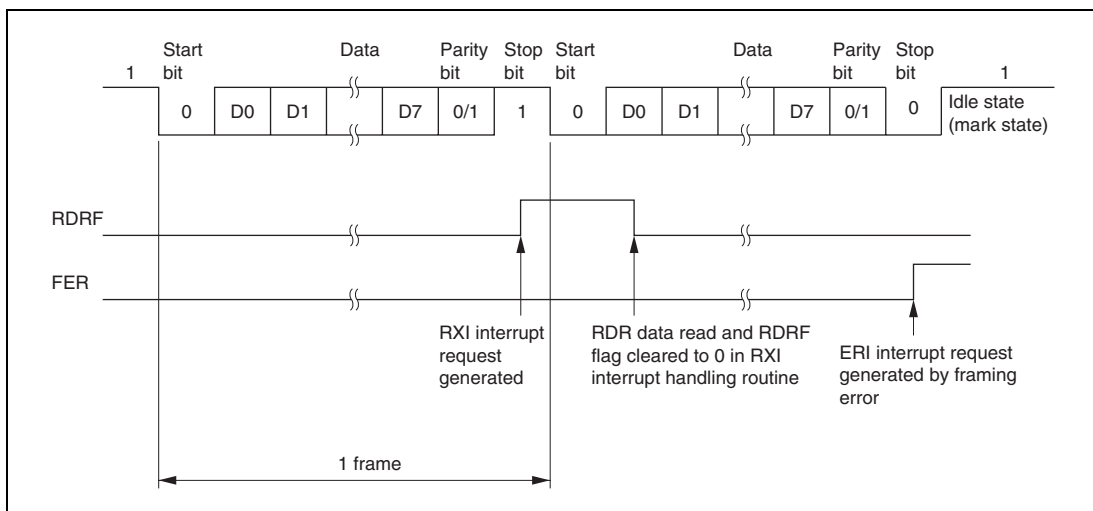 Start bit
Data
Parity bit
Stop bit
Start bit
Data
Parity bit
Stop bit
1
0
D0
D1
D7
0/1
1
0
D0
D1
D7
0/1
0
1
Idle state
(mark state)
RDRF
FER
RXI interrupt
request
generated
RDR data read and RDRF
flag cleared to 0 in RXI
interrupt handling routine
ERI interrupt request
generated by framing
error
1 frame